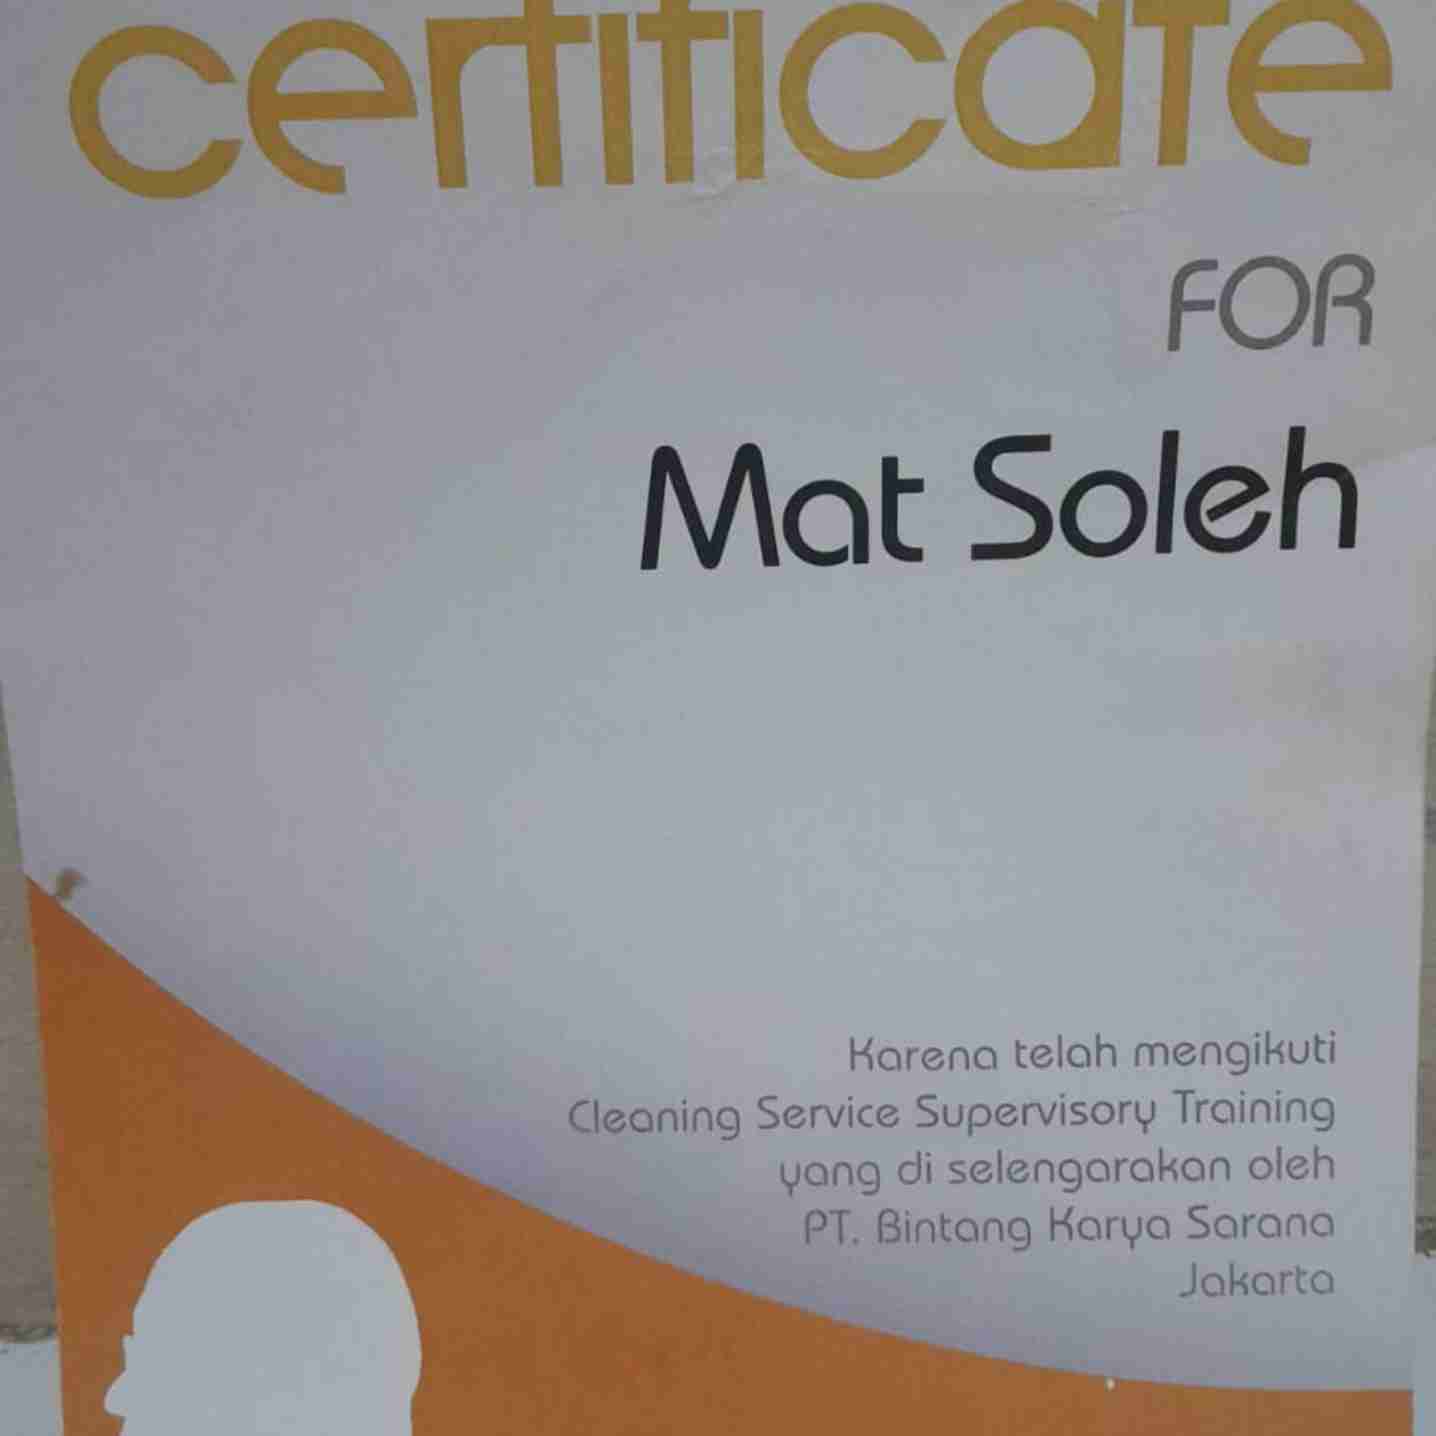 certificate
FOR
Mat Soleh
Karena telah mengikuti
Cleaning Service Supervisory Training
yang di selengarakan oleh
PT. Bintang Karya Sarana
Jakarta